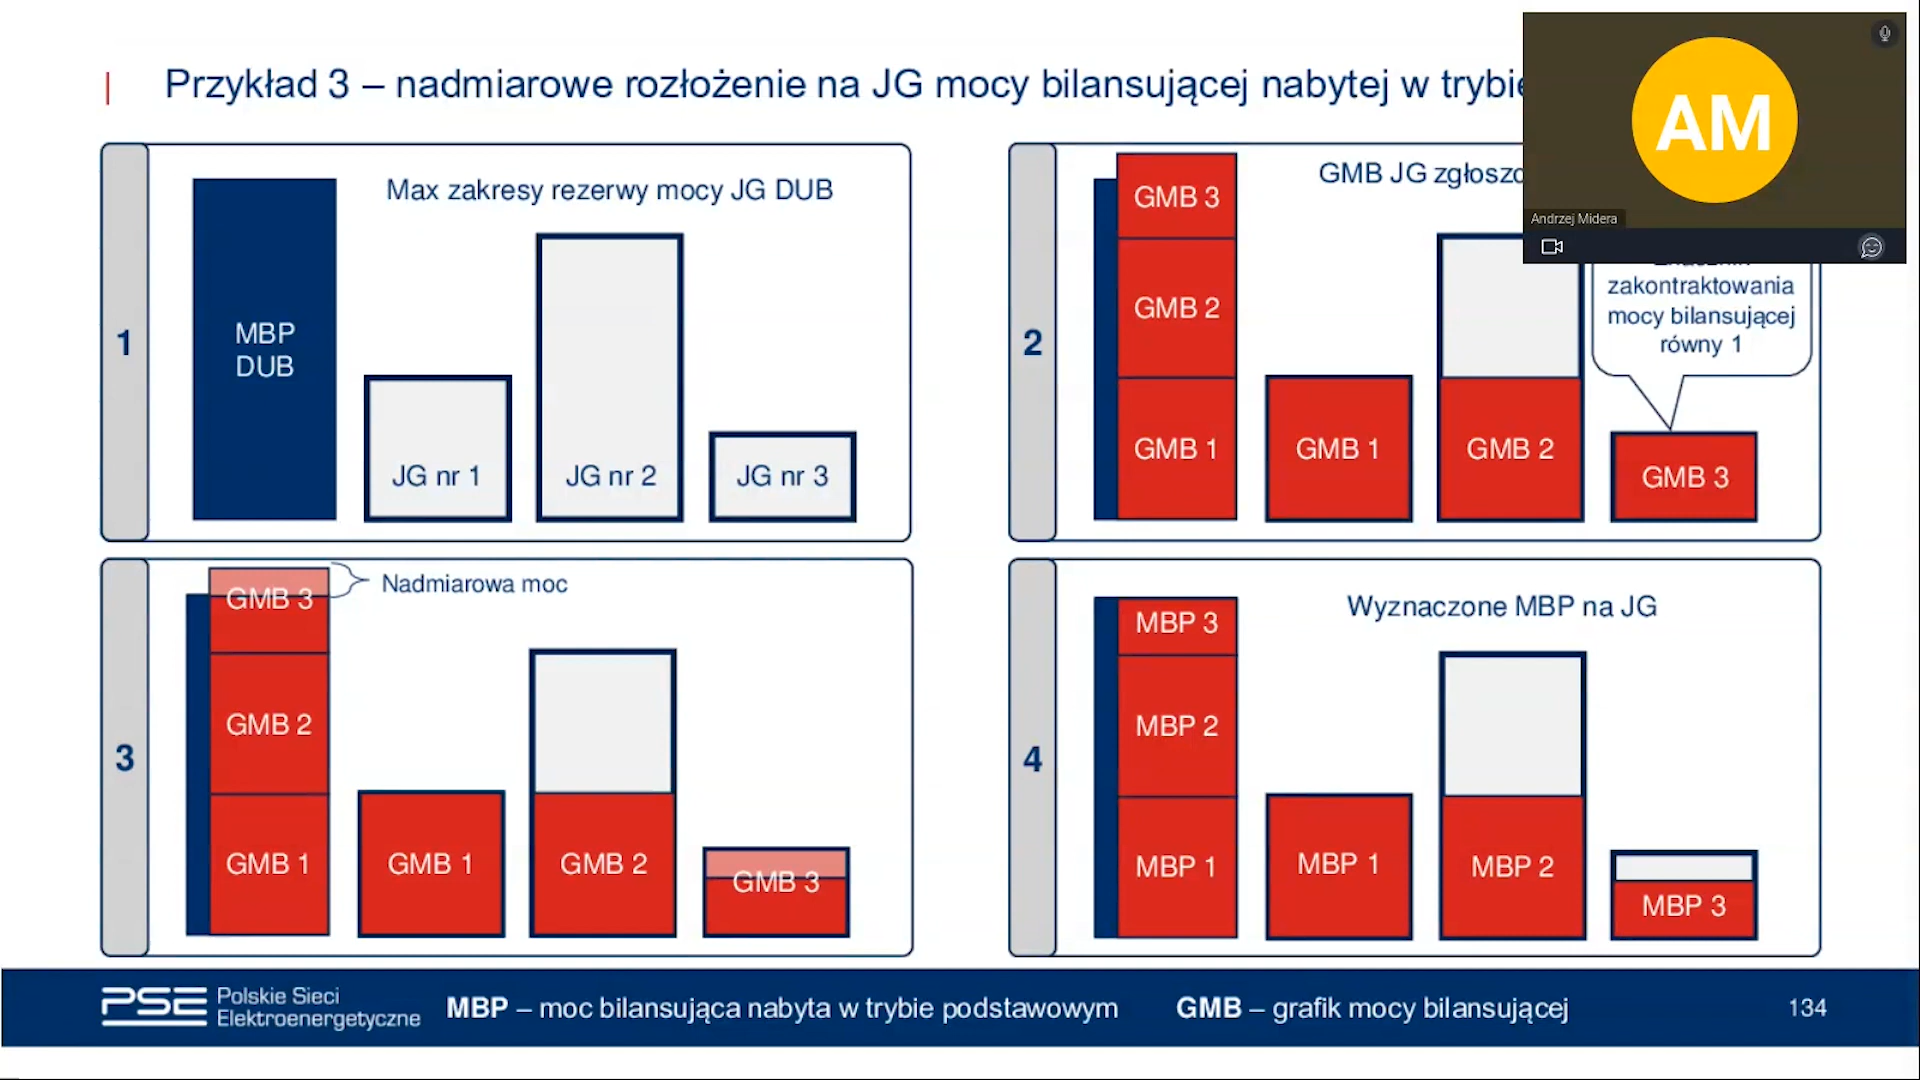 Przykład 3 – nadmiarowe rozłożenie na JG mocy bilansującej nabytej w trybie
AM
Andrzej Midera
1
Max zakresy rezerwy mocy JG DUB
MBP
DUB
JG nr 1
JG nr 2
JG nr 3
2
GMB JG
zakontraktowania
mocy bilansującej
równy 1
GMB 3
GMB 2
GMB 1
GMB 1
GMB 2
GMB 3
3
Nadmiarowa moc
GMB 3
GMB 2
GMB 1
GMB 1
GMB 2
GMB 3
4
Wyznaczone MBP na JG
MBP 3
MBP 2
MBP 1
MBP 1
MBP 2
MBP 3
PSE Polskie Sieci
Elektroenergetyczne
MBP – moc bilansująca nabyta w trybie podstawowym
GMB – grafik mocy bilansującej
134